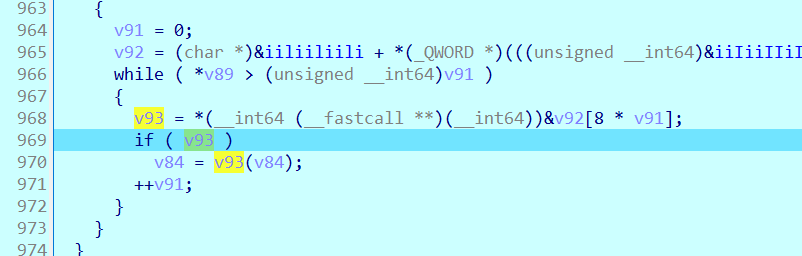 963 {
964 v91 = 0;
965 v92 = (char *)&iiliiliili + *(_QWORD *)(((unsigned __int64)&iiIiiIIiI
966 while ( *v89 > (unsigned __int64)v91 )
967 {
968 v93 = *(__int64 (__fastcall **)(__int64))&v92[8 * v91];
969 if ( v93 )
970 v84 = v93(v84);
971 ++v91;
972 }
973 }
974 }